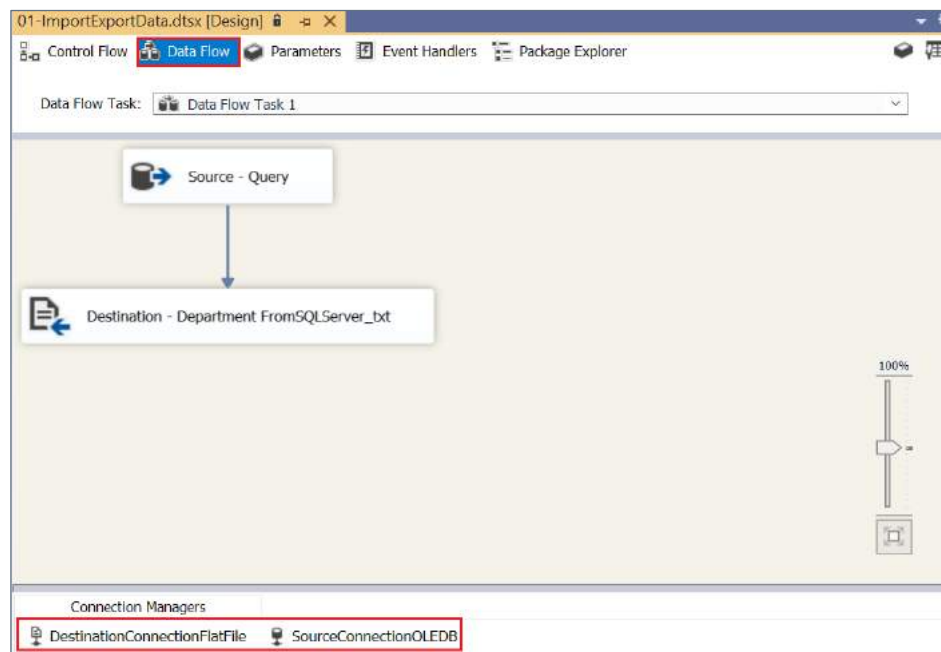 01-ImportExportData.dtsx [Design]
Control Flow Data Flow Parameters Event Handlers Package Explorer
Data Flow Task: Data Flow Task 1
Source - Query
Destination - Department FromSQLServer_txt
100%
Connection Managers
DestinationConnectionFlatFile SourceConnectionOLEDB